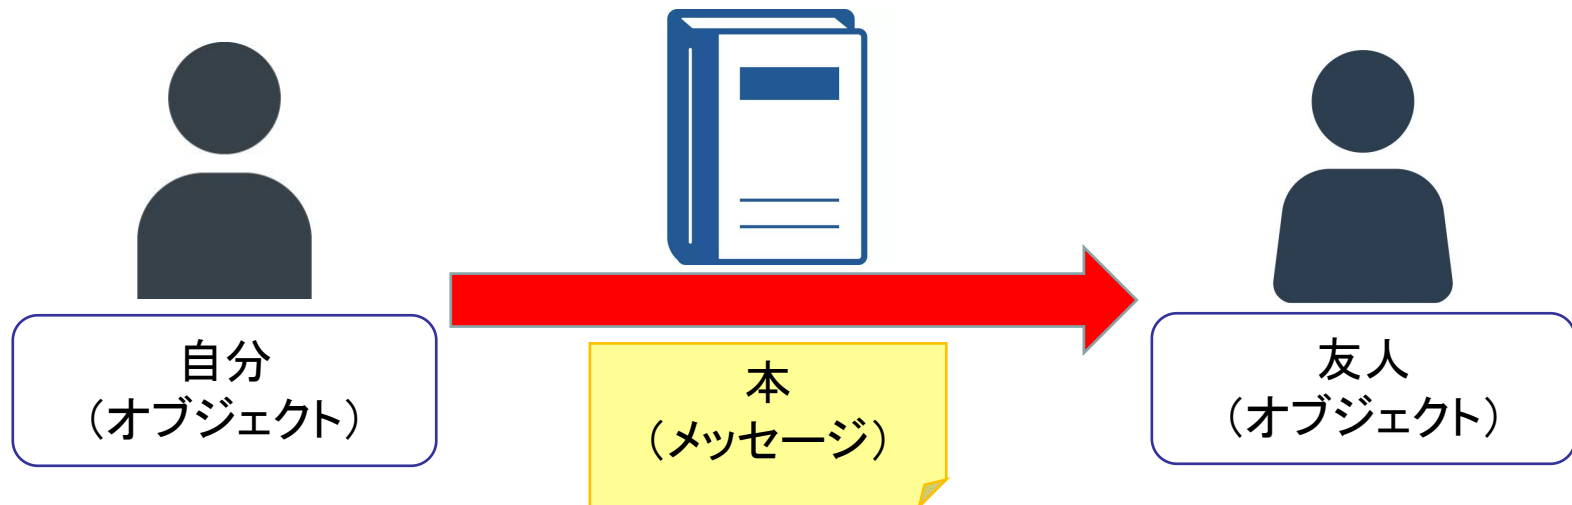 自分
（オブジェクト）
本
（メッセージ）
友人
（オブジェクト）